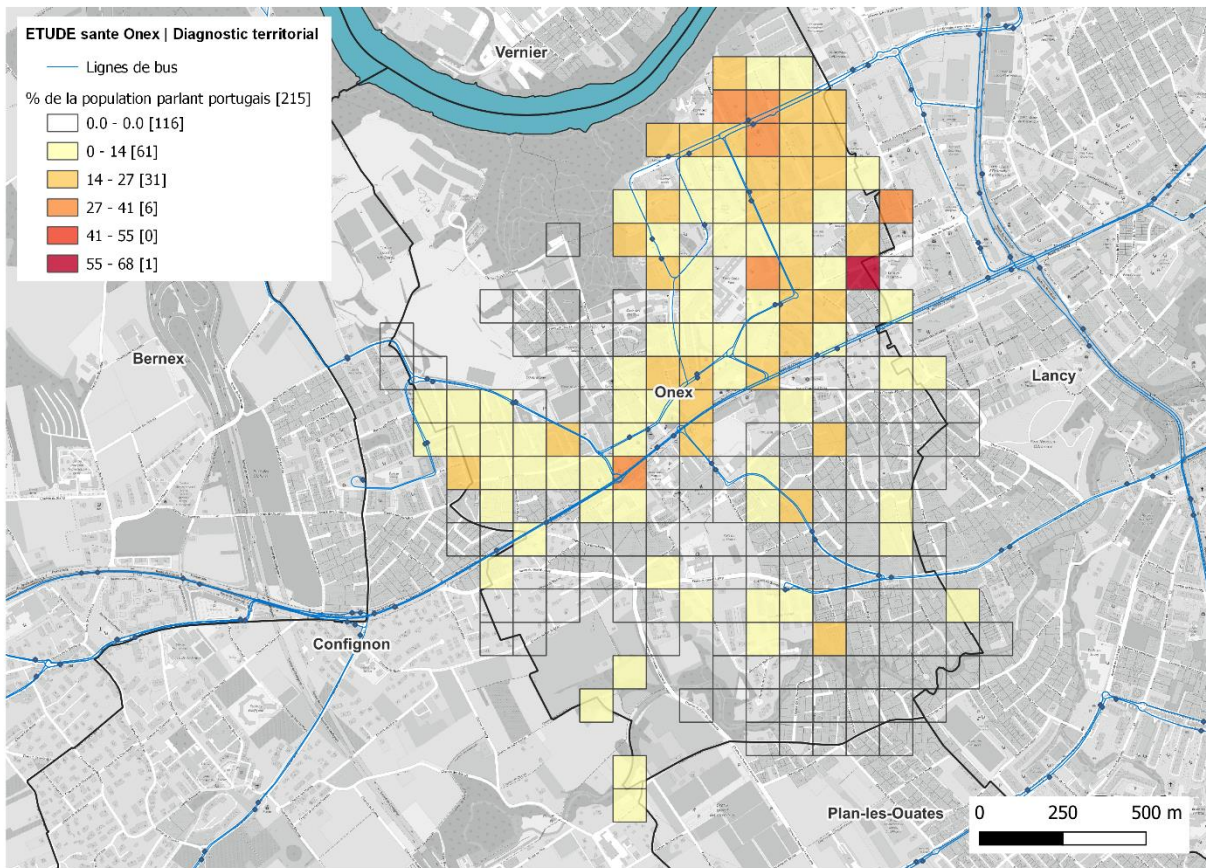 ETUDE sante Onex | Diagnostic territorial
Lignes de bus
% de la population parlant portugais [215]
0.0 - 0.0 [116]
0 - 14 [61]
14 - 27 [31]
27 - 41 [6]
41 - 55 [0]
55 - 68 [1]
Vernier
Bernex
Onex
Lancy
Confignon
Plan-les-Ouates
0 250 500 m